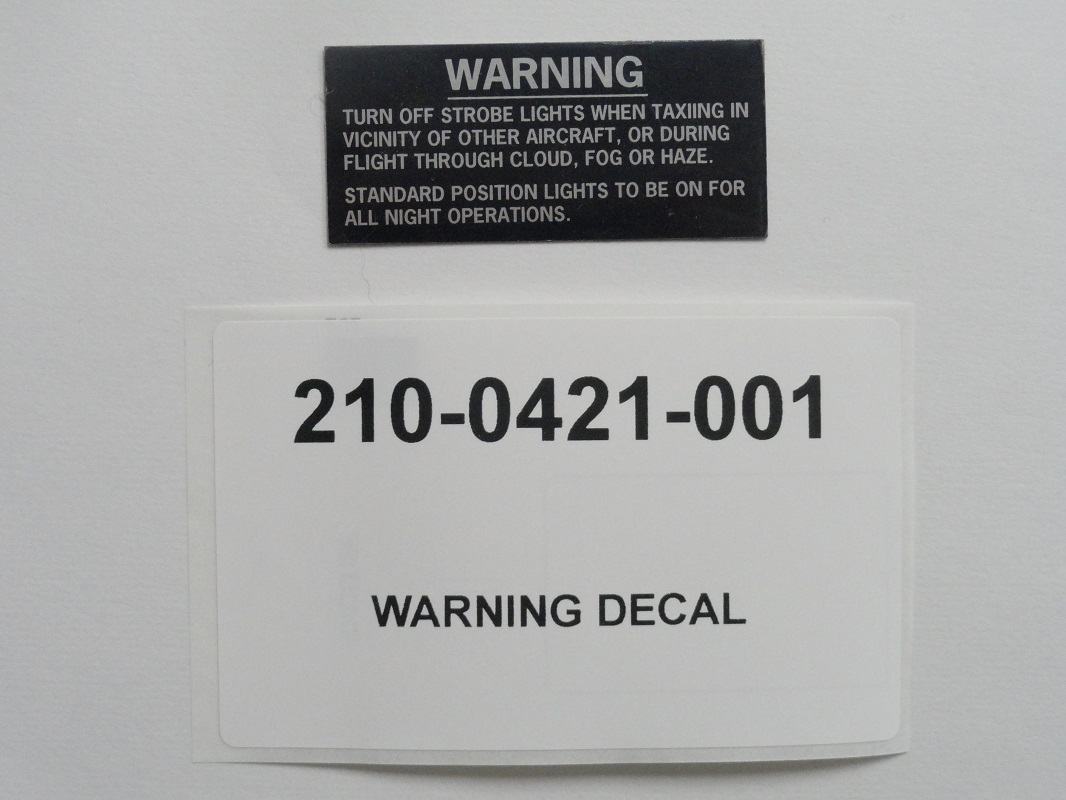 WARNING
TURN OFF STROBE LIGHTS WHEN TAXIING IN
VICINITY OF OTHER AIRCRAFT, OR DURING
FLIGHT THROUGH CLOUD, FOG OR HAZE.
STANDARD POSITION LIGHTS TO BE ON FOR
ALL NIGHT OPERATIONS.
210-0421-001
WARNING DECAL